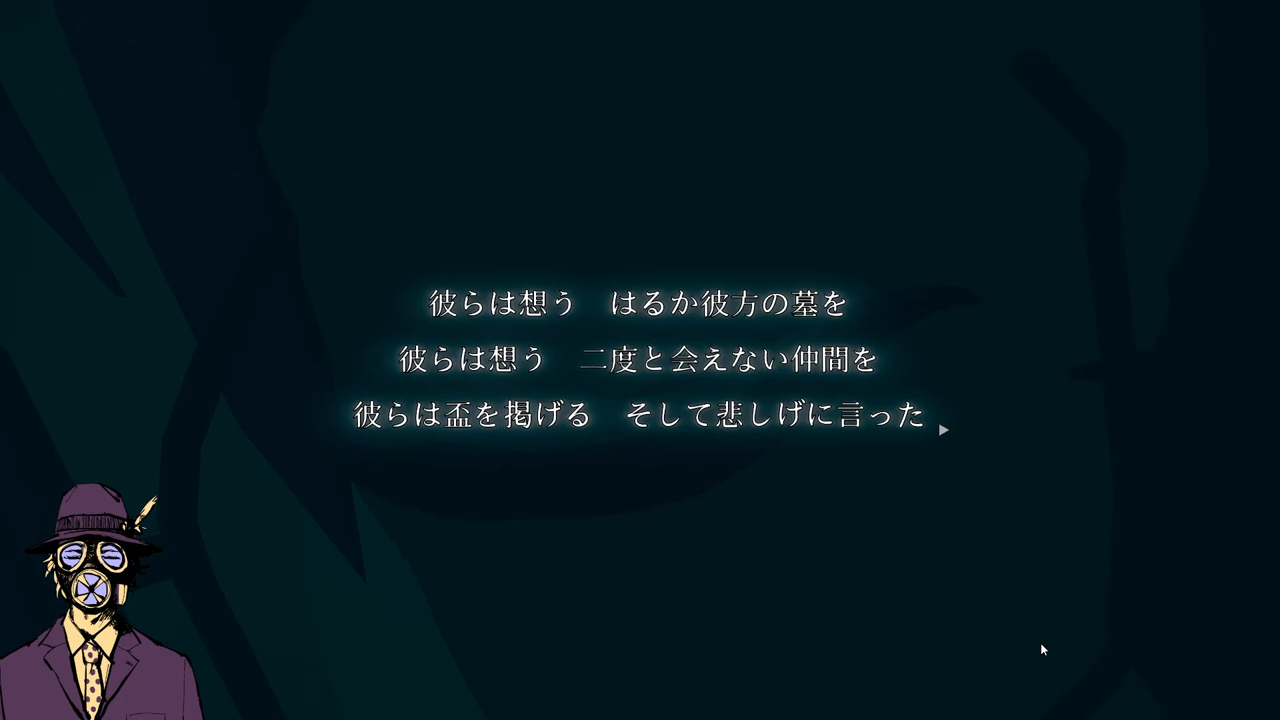 彼らは想う　はるか彼方の墓を
彼らは想う　二度と会えない仲間を
彼らは盃を掲げる　そして悲しげに言った